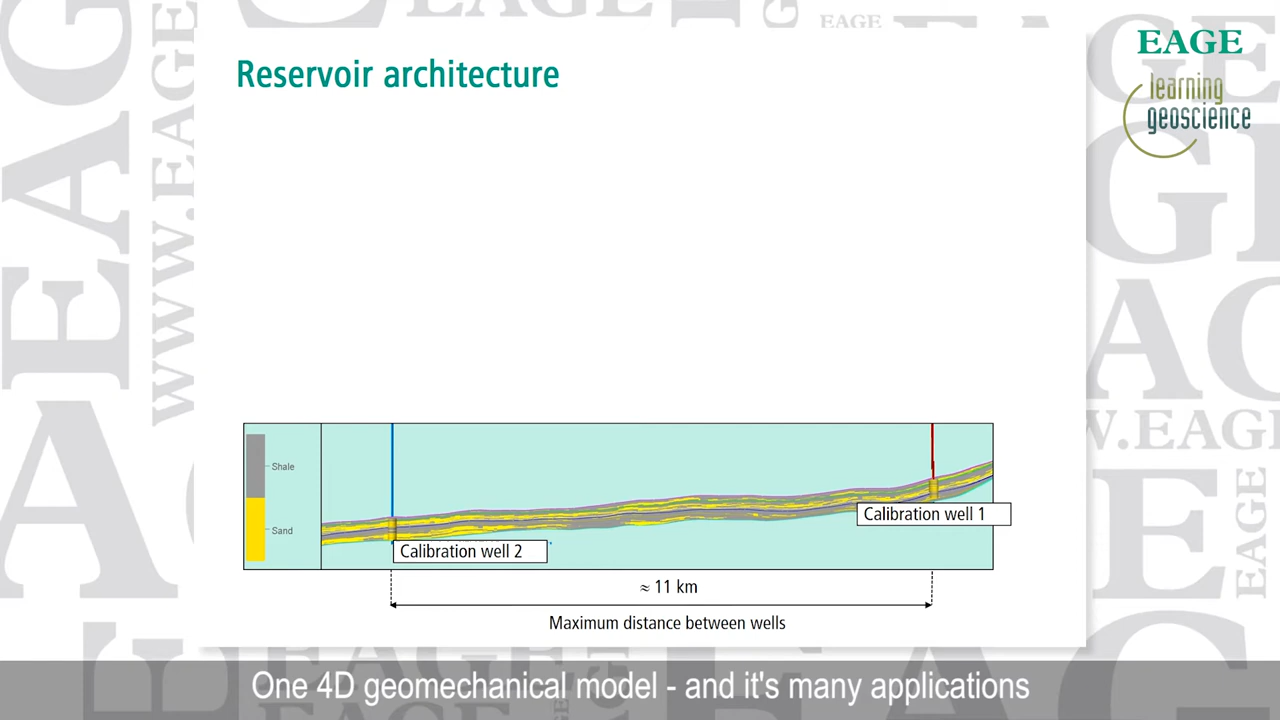 EAGE
learning
geoscience
Reservoir architecture
Shale
Sand
Calibration well 1
Calibration well 2
≈ 11 km
Maximum distance between wells
One 4D geomechanical model - and it's many applications